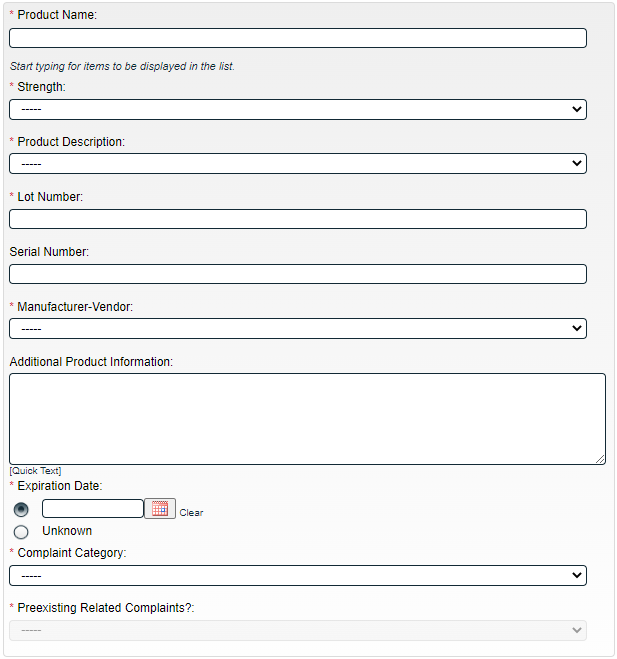 * Product Name:
Start typing for items to be displayed in the list.
* Strength:
-----
* Product Description:
-----
* Lot Number:
Serial Number:
* Manufacturer-Vendor:
-----
Additional Product Information:
[Quick Text]
* Expiration Date:
Clear
Unknown
* Complaint Category:
-----
* Preexisting Related Complaints?:
-----